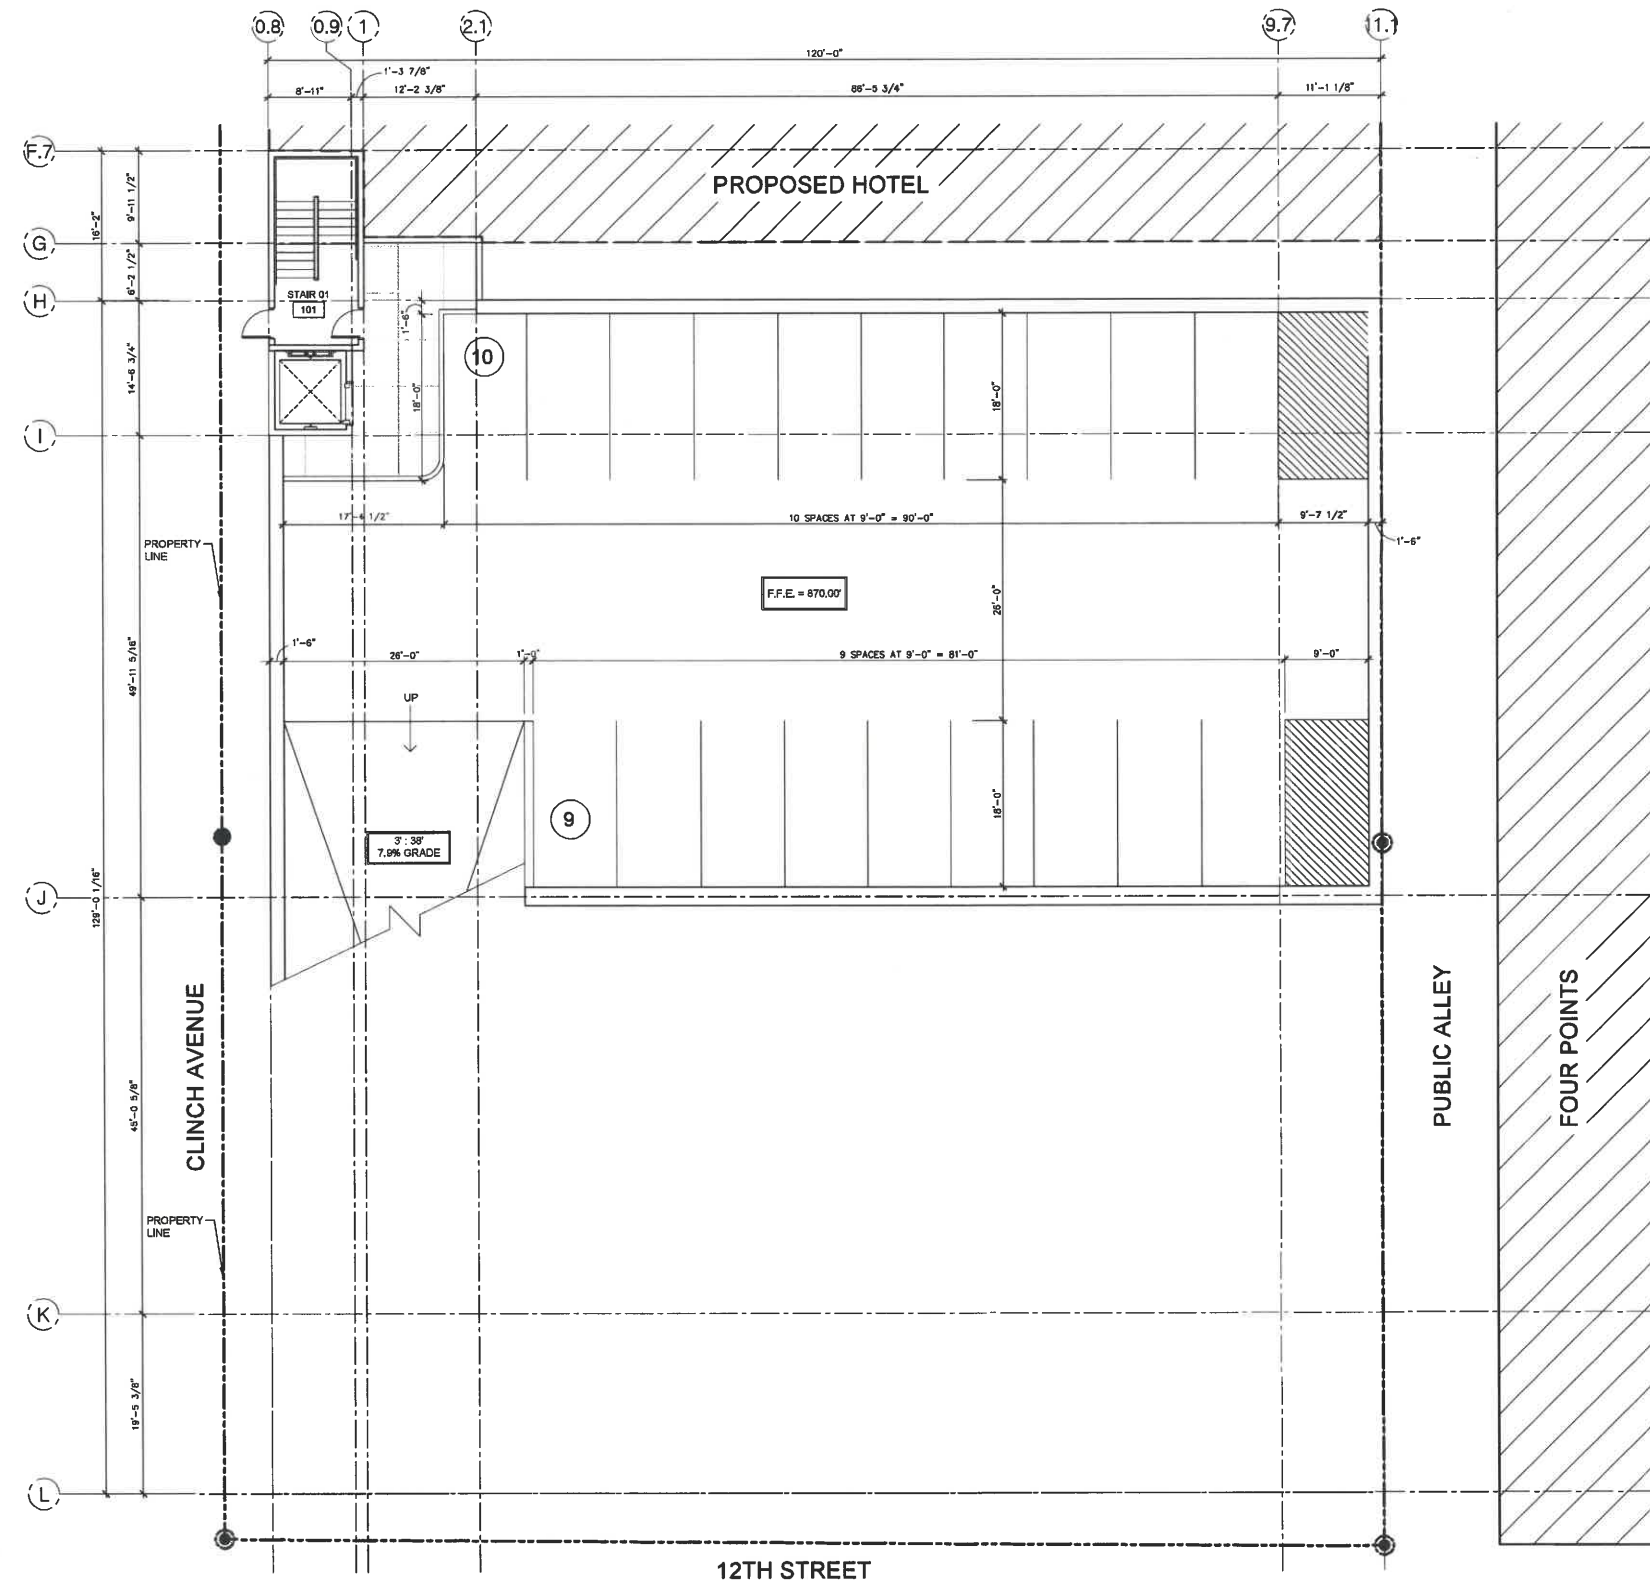 0.8 0.9 1 2.1 9.7 11.1
120'-0"
1'-3 7/8"
8'-11" 12'-2 3/8" 86'-5 3/4" 11'-1 1/8"
F.7
PROPOSED HOTEL
9'-11 1/2"
16'-2"
G
6'-2 1/2"
STAIR 01
101
H
1'-6"
10
14'-6 3/4"
18'-0"
18'-0"
I
17'-4 1/2" 10 SPACES AT 9'-0" = 90'-0" 9'-7 1/2"
1'-6"
PROPERTY
LINE
F.F.E. = 870.00'
26'-0"
1'-6"
26'-0" 1'-0" 9 SPACES AT 9'-0" = 81'-0" 9'-0"
49'-11 5/16"
UP
18'-0"
9
3' : 38'
7.9% GRADE
J
129'-0 1/16"
CLINCH AVENUE
PUBLIC ALLEY
FOUR POINTS
45'-0 5/8"
PROPERTY
LINE
K
19'-5 3/8"
L
12TH STREET